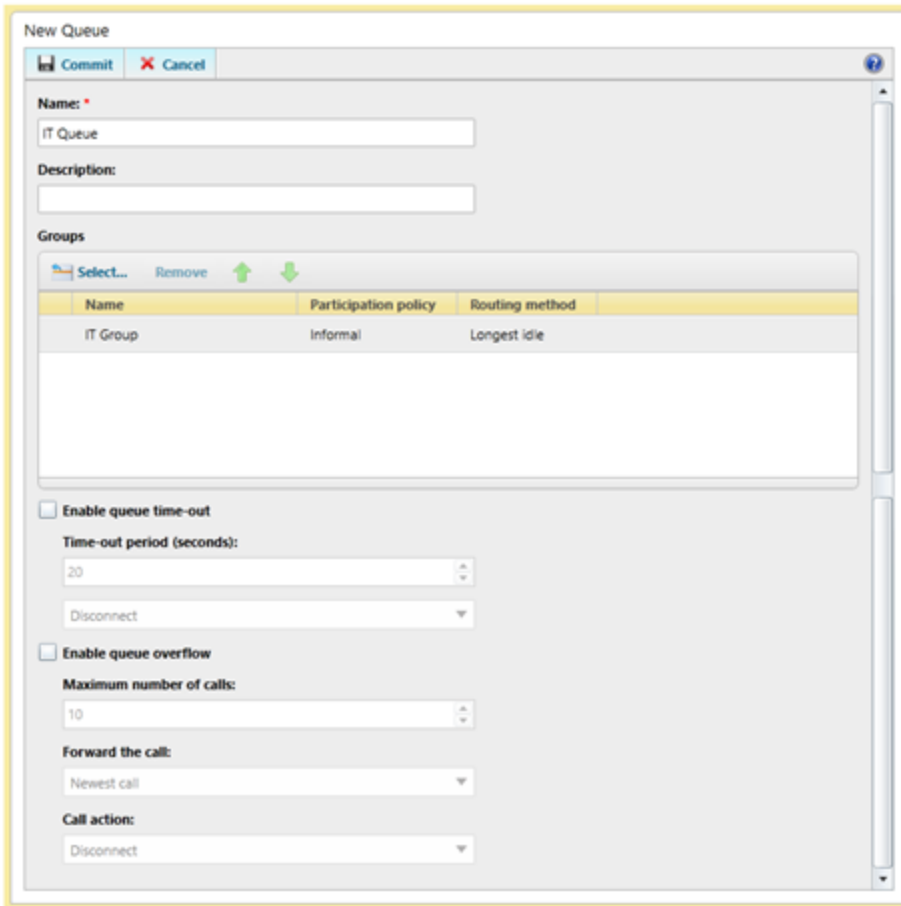 New Queue
Commit Cancel ?
Name: *
IT Queue
Description:
Groups
Select... Remove
Name Participation policy Routing method
IT Group Informal Longest idle
Enable queue time-out
Time-out period (seconds):
20
Disconnect
Enable queue overflow
Maximum number of calls:
10
Forward the call:
Newest call
Call action:
Disconnect